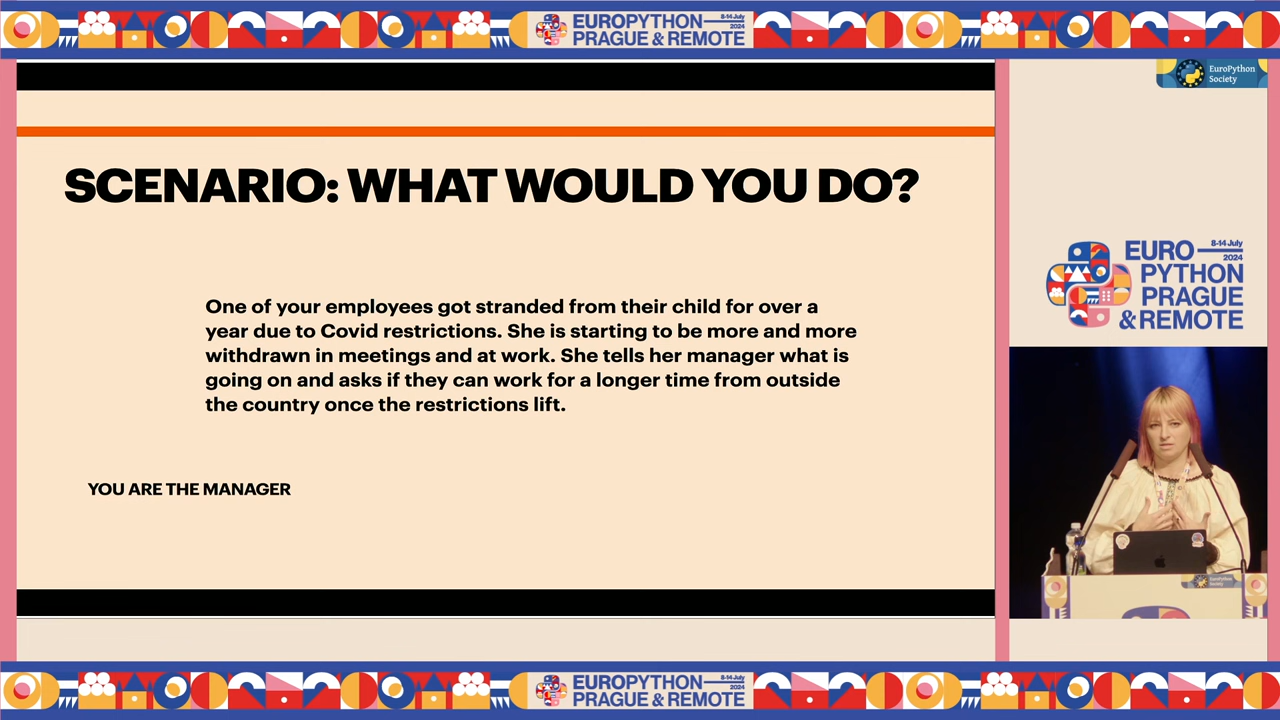 EUROPYTHON
8-14 July
2024
PRAGUE & REMOTE
EuroPython
Society
SCENARIO: WHAT WOULD YOU DO?
One of your employees got stranded from their child for over a
year due to Covid restrictions. She is starting to be more and more
withdrawn in meetings and at work. She tells her manager what is
going on and asks if they can work for a longer time from outside
the country once the restrictions lift.
YOU ARE THE MANAGER
EURO
8-14 July
2024
PYTHON
PRAGUE
& REMOTE
EuroPython
Society
EUROPYTHON
8-14 July
2024
PRAGUE & REMOTE